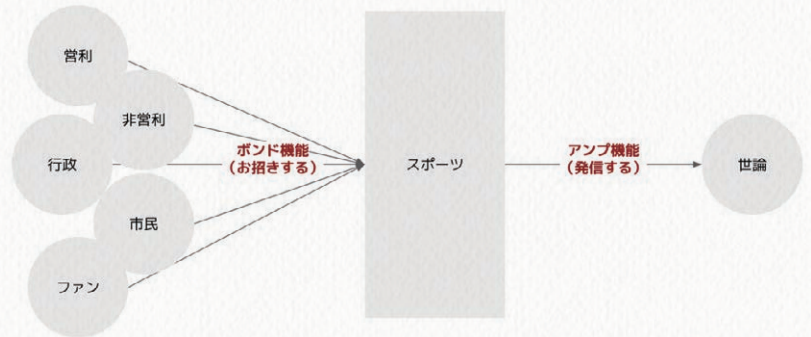 営利
非営利
行政
市民
ファン
ボンド機能
（お招きする）
スポーツ
アンプ機能
（発信する）
世論